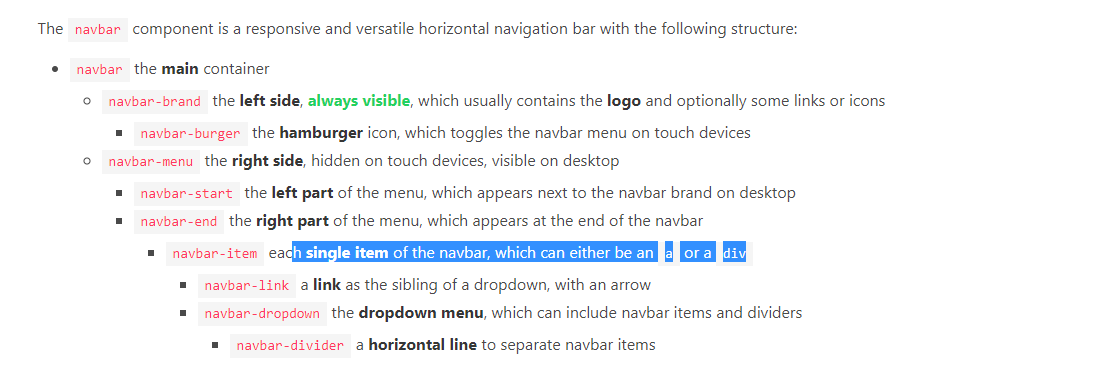 The navbar component is a responsive and versatile horizontal navigation bar with the following structure:
navbar the main container
navbar-brand the left side, always visible, which usually contains the logo and optionally some links or icons
navbar-burger the hamburger icon, which toggles the navbar menu on touch devices
navbar-menu the right side, hidden on touch devices, visible on desktop
navbar-start the left part of the menu, which appears next to the navbar brand on desktop
navbar-end the right part of the menu, which appears at the end of the navbar
navbar-item each single item of the navbar, which can either be an a or a div
navbar-link a link as the sibling of a dropdown, with an arrow
navbar-dropdown the dropdown menu, which can include navbar items and dividers
navbar-divider a horizontal line to separate navbar items